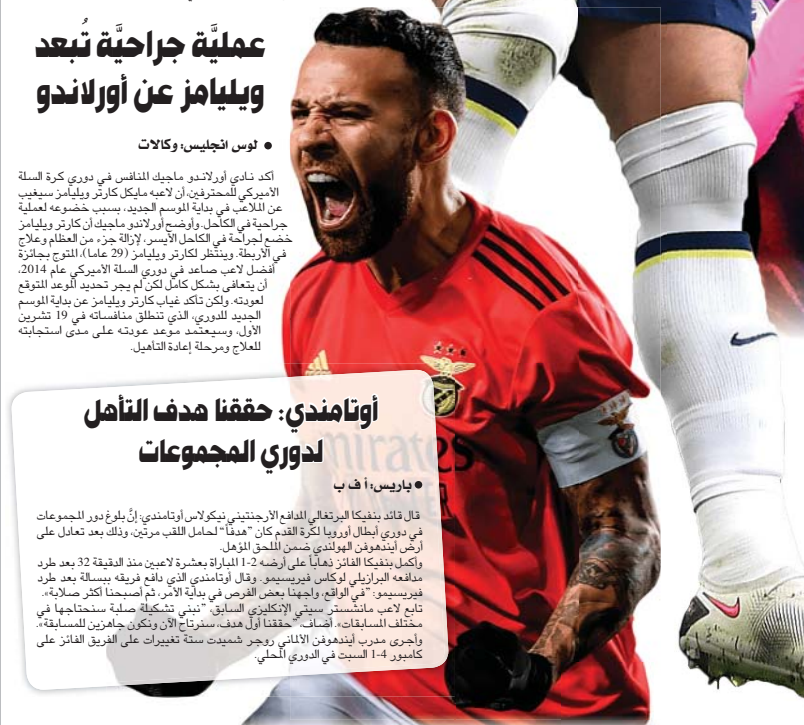 عمليَّة جراحيَّة تُبعد
ويليامز عن أورلاندو
● لوس انجليس: وكالات
أكد نادي أورلاندو ماجيك المنافس في دوري كرة السلة
الأميركي للمحترفين، أن لاعبه مايكل كارتر ويليامز سيغيب
عن الملاعب في بداية الموسم الجديد، بسبب خضوعه لعملية
جراحية في الكاحل. وأوضح أورلاندو ماجيك أن كارتر ويليامز
خضع لجراحة في الكاحل الأيسر، لإزالة جزء من العظام وعلاج
في الأربطة. وينتظر لكارتر ويليامز (29 عاما)، المتوج بجائزة
أفضل لاعب صاعد في دوري السلة الأميركي عام 2014،
أن يتعافى بشكل كامل لكن لم يجر تحديد الموعد المتوقع
لعودته. ولكن تأكد غياب كارتر ويليامز عن بداية الموسم
الجديد للدوري، الذي تنطلق منافساته في 19 تشرين
الأول، وسيعتمد موعد عودته على مدى استجابته
للعلاج ومرحلة إعادة التأهيل.
أوتامندي: حققنا هدف التأهل
لدوري المجموعات
● باريس: أ ف ب
قال قائد بنفيكا البرتغالي المدافع الأرجنتيني نيكولاس أوتامندي: إنَّ بلوغ دور المجموعات
في دوري أبطال أوروبا لكرة القدم كان "هدفاً" لحامل اللقب مرتين، وذلك بعد تعادل على
أرض أيندهوفن الهولندي ضمن الملحق المؤهل.
وأكمل بنفيكا الفائز ذهاباً على أرضه 2-1 المباراة بعشرة لاعبين منذ الدقيقة 32 بعد طرد
مدافعه البرازيلي لوكاس فيريسيمو. وقال أوتامندي الذي دافع فريقه ببسالة بعد طرد
فيريسيمو: "في الواقع، واجهنا بعض الفرص في بداية الأمر، ثم أصبحنا أكثر صلابة».
تابع لاعب مانشستر سيتي الإنكليزي السابق، "نبني تشكيلة صلبة سنحتاجها في
مختلف المسابقات». أضاف، "حققنا أول هدف، سنرتاح الآن ونكون جاهزين للمسابقة».
وأجرى مدرب أيندهوفن الألماني روجر شميدت ستة تغييرات على الفريق الفائز على
كامبور 4-1 السبت في الدوري المحلي.
Emirates